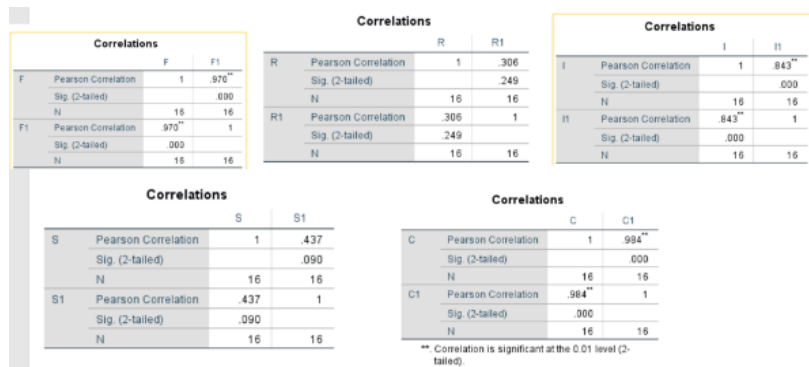 Correlations
F F1
F Pearson Correlation 1 .970**
Sig. (2-tailed) .000
N 16 16
F1 Pearson Correlation .970** 1
Sig. (2-tailed) .000
N 16 16
Correlations
R R1
R Pearson Correlation 1 .306
Sig. (2-tailed) .249
N 16 16
R1 Pearson Correlation .306 1
Sig. (2-tailed) .249
N 16 16
Correlations
I I1
I Pearson Correlation 1 .843**
Sig. (2-tailed) .000
N 16 16
I1 Pearson Correlation .843** 1
Sig. (2-tailed) .000
N 16 16
Correlations
S S1
S Pearson Correlation 1 .437
Sig. (2-tailed) .090
N 16 16
S1 Pearson Correlation .437 1
Sig. (2-tailed) .090
N 16 16
Correlations
C C1
C Pearson Correlation 1 .984**
Sig. (2-tailed) .000
N 16 16
C1 Pearson Correlation .984** 1
Sig. (2-tailed) .000
N 16 16
**. Correlation is significant at the 0.01 level (2-
tailed).